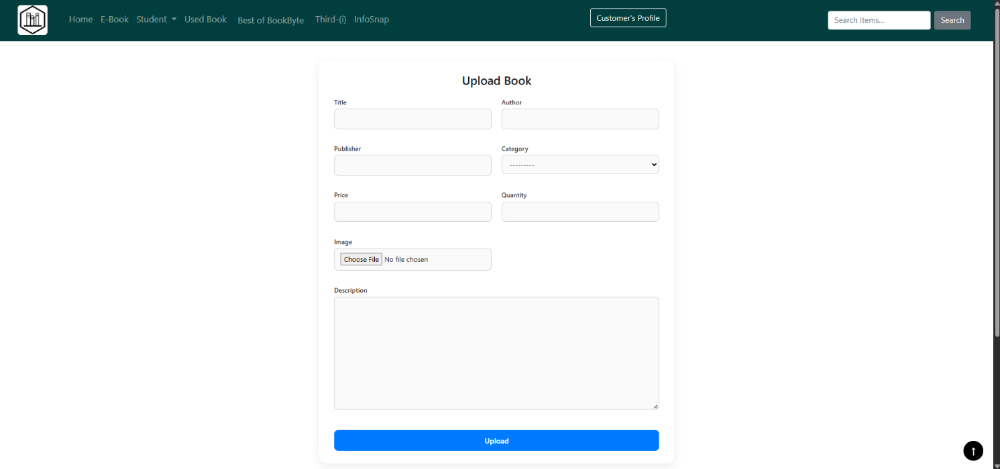 Home E-Book Student Used Book Best of BookByte Third-(i) InfoSnap Customer's Profile Search Items... Search
Upload Book
Title Author
Publisher Category
---------
Price Quantity
Image
Choose File No file chosen
Description
Upload
↑